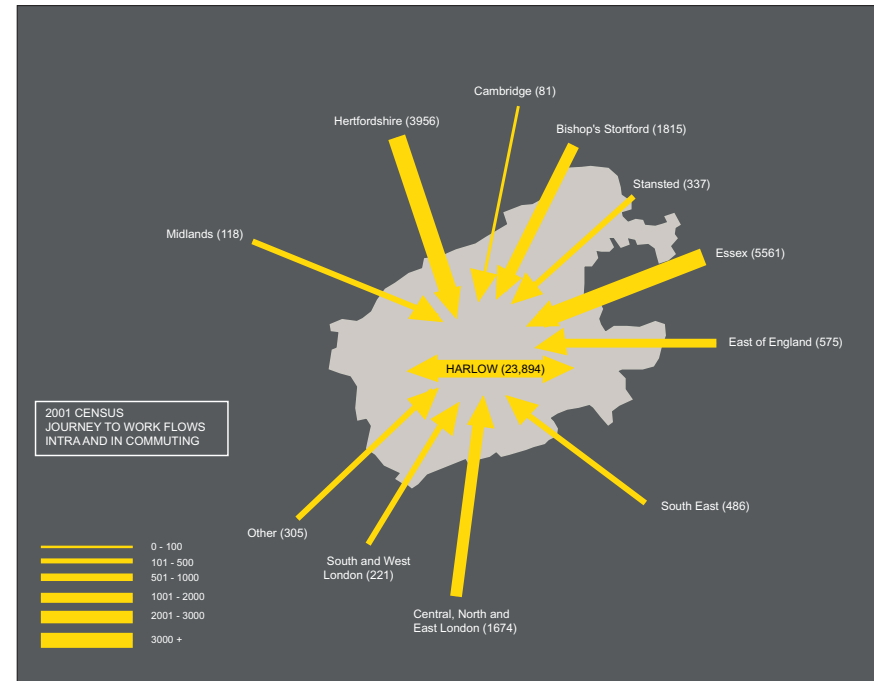 Cambridge (81)
Hertfordshire (3956)
Bishop's Stortford (1815)
Stansted (337)
Midlands (118)
Essex (5561)
East of England (575)
HARLOW (23,894)
2001 CENSUS
JOURNEY TO WORK FLOWS
INTRA AND IN COMMUTING
South East (486)
Other (305)
South and West
London (221)
Central, North and
East London (1674)
0 - 100
101 - 500
501 - 1000
1001 - 2000
2001 - 3000
3000 +